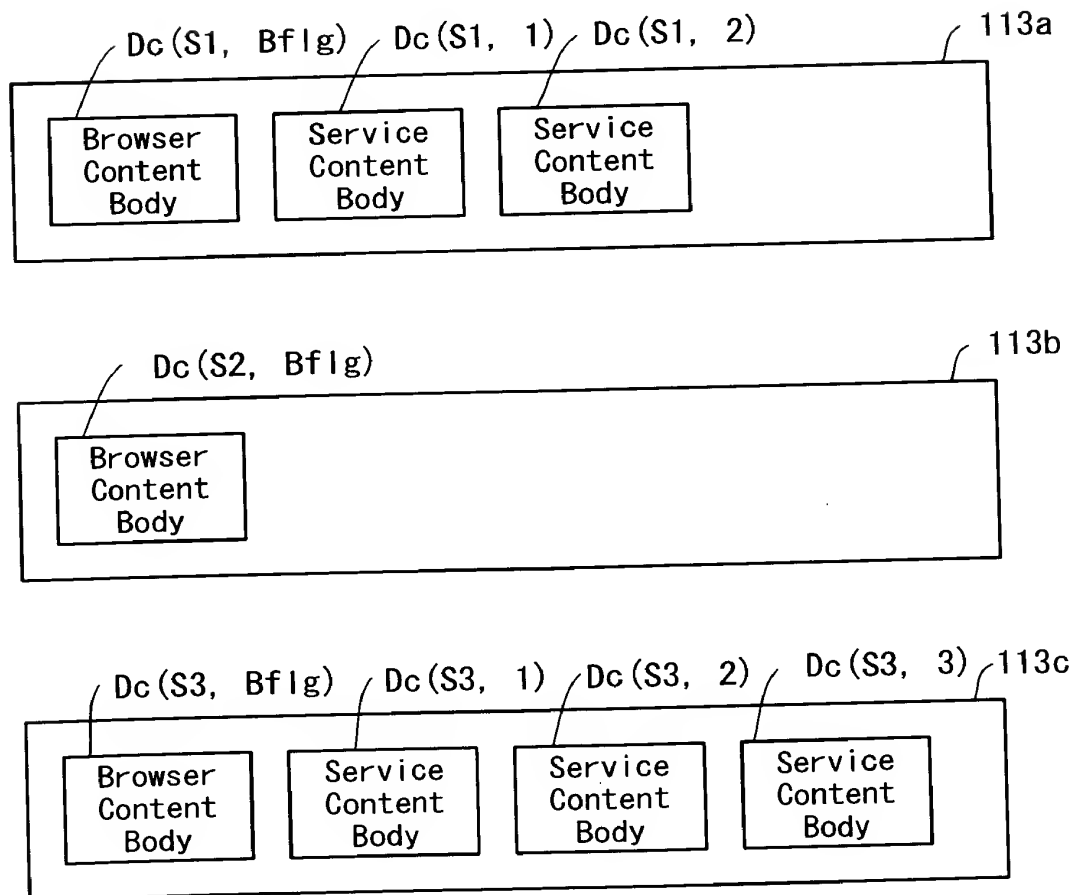 Dc(S1, Bflg) Dc(S1, 1) Dc(S1, 2) 113a
Browser Content Body
Service Content Body
Service Content Body
Dc(S2, Bflg) 113b
Browser Content Body
Dc(S3, Bflg) Dc(S3, 1) Dc(S3, 2) Dc(S3, 3) 113c
Browser Content Body
Service Content Body
Service Content Body
Service Content Body